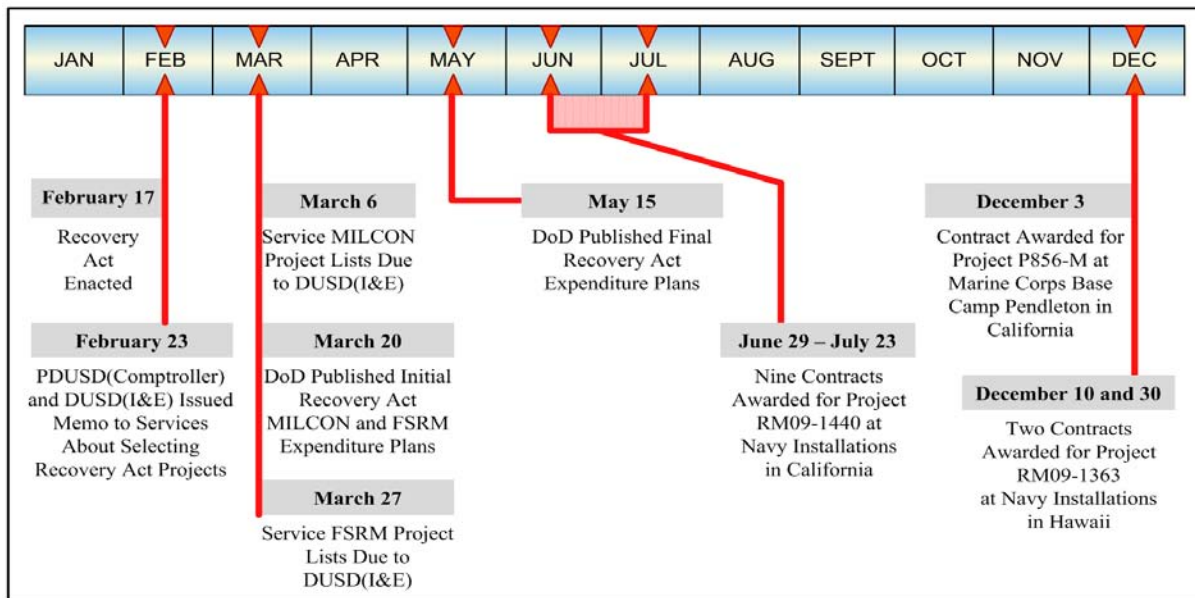 JAN FEB MAR APR MAY JUN JUL AUG SEPT OCT NOV DEC
February 17
Recovery
Act
Enacted
February 23
PDUSD(Comptroller)
and DUSD(I&E) Issued
Memo to Services
About Selecting
Recovery Act Projects
March 6
Service MILCON
Project Lists Due
to DUSD(I&E)
March 20
DoD Published Initial
Recovery Act
MILCON and FSRM
Expenditure Plans
March 27
Service FSRM Project
Lists Due to
DUSD(I&E)
May 15
DoD Published Final
Recovery Act
Expenditure Plans
June 29 – July 23
Nine Contracts
Awarded for Project
RM09-1440 at
Navy Installations
in California
December 3
Contract Awarded for
Project P856-M at
Marine Corps Base
Camp Pendleton in
California
December 10 and 30
Two Contracts
Awarded for Project
RM09-1363
at Navy Installations
in Hawaii